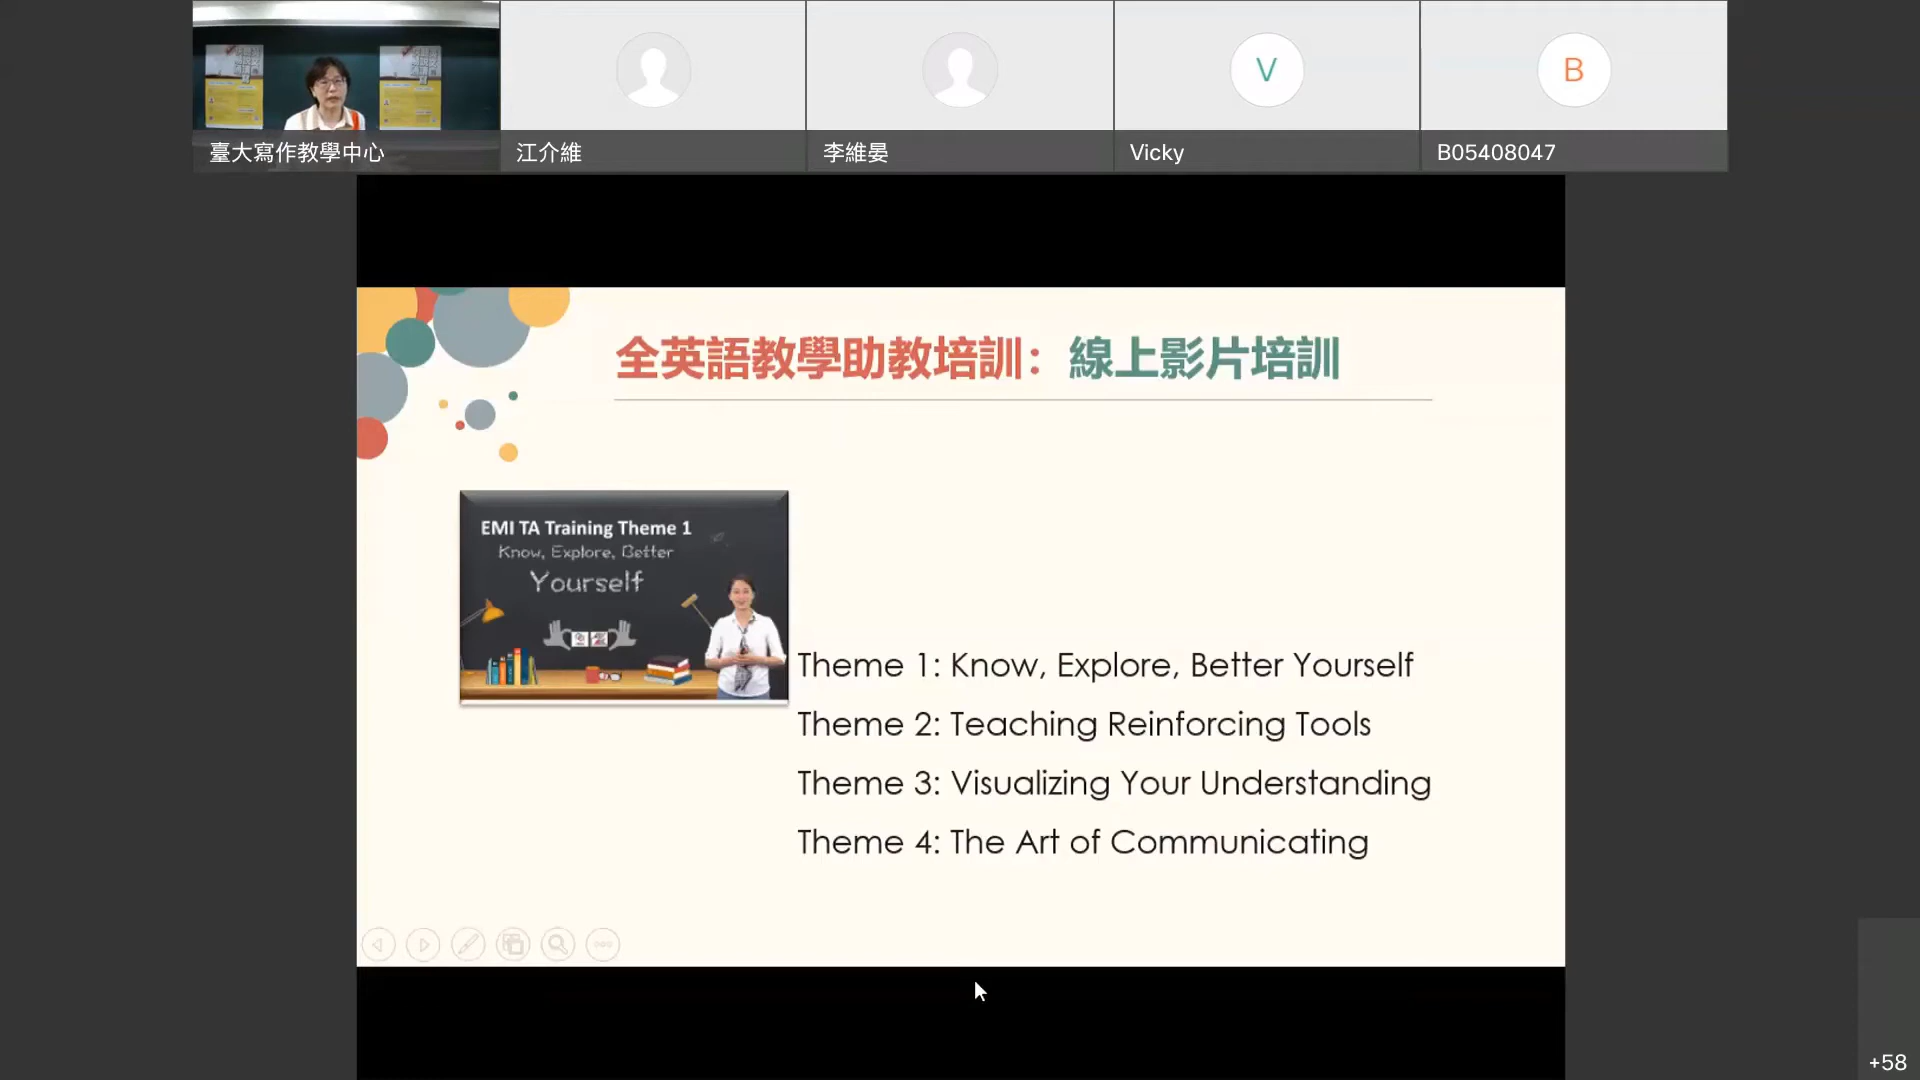 臺大寫作教學中心
江介維
李維晏
V
Vicky
B
B05408047
全英語教學助教培訓：線上影片培訓
EMI TA Training Theme 1
Know, Explore, Better
Yourself
Theme 1: Know, Explore, Better Yourself
Theme 2: Teaching Reinforcing Tools
Theme 3: Visualizing Your Understanding
Theme 4: The Art of Communicating
+58